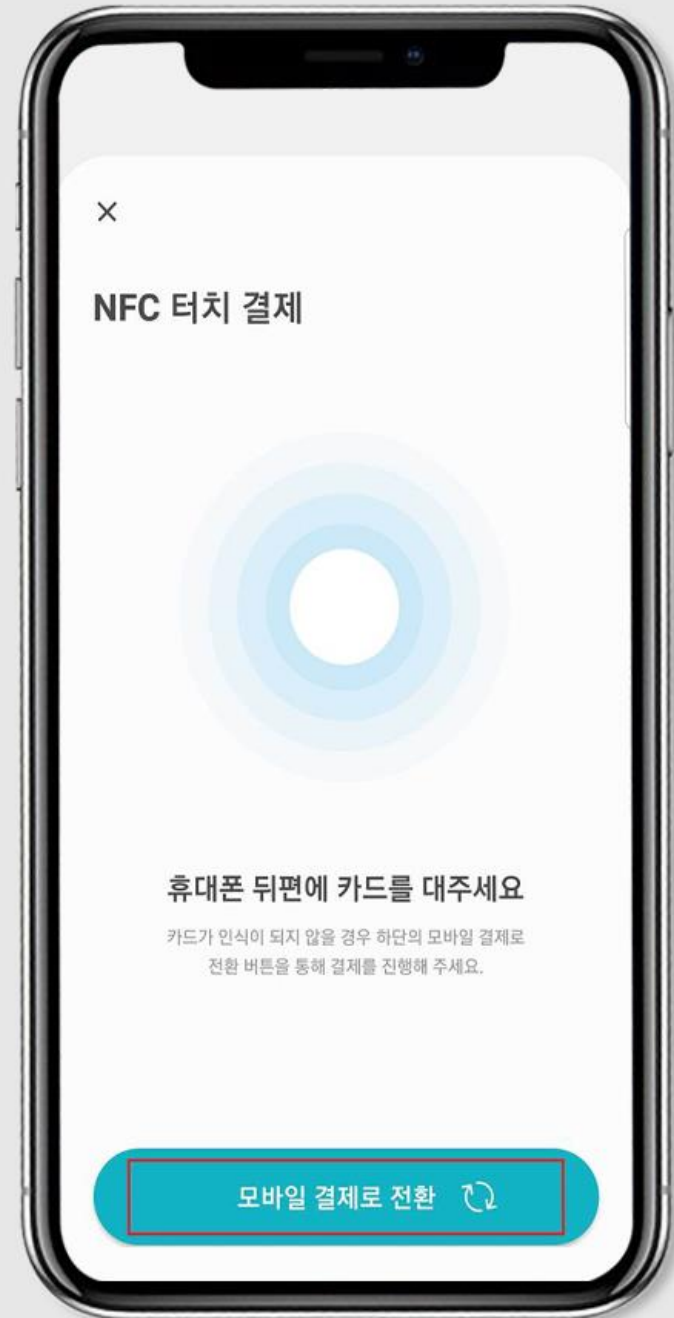 NFC 터치 결제
휴대폰 뒤편에 카드를 대주세요
카드가 인식이 되지 않을 경우 하단의 모바일 결제로
전환 버튼을 통해 결제를 진행해 주세요.
모바일 결제로 전환